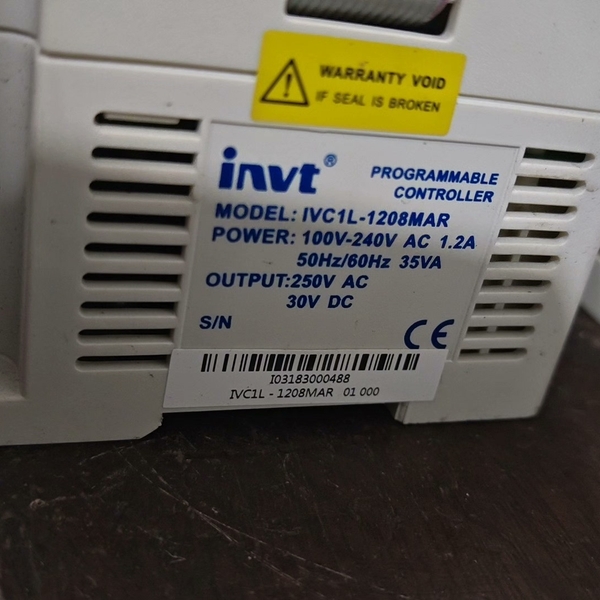 WARRANTY VOID
IF SEAL IS BROKEN
invt®
PROGRAMMABLE
CONTROLLER
MODEL: IVC1L-1208MAR
POWER: 100V-240V AC 1.2A
50Hz/60Hz 35VA
OUTPUT:250V AC
30V DC
S/N
CE
I03183000488
IVC1L - 1208MAR 01 000